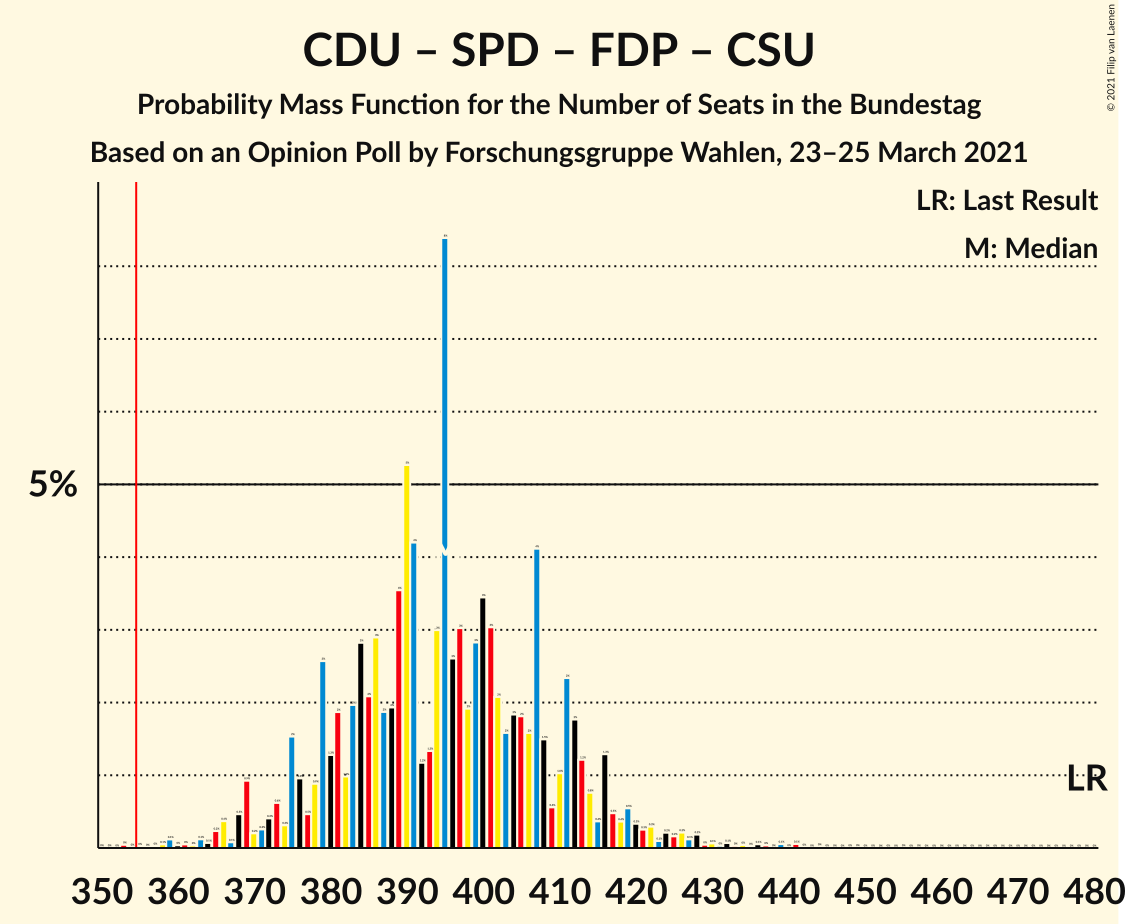 CDU – SPD – FDP – CSU
Probability Mass Function for the Number of Seats in the Bundestag
Based on an Opinion Poll by Forschungsgruppe Wahlen, 23–25 March 2021
© 2021 Filip van Laenen
LR: Last Result
M: Median
5%
LR
350 360 370 380 390 400 410 420 430 440 450 460 470 480